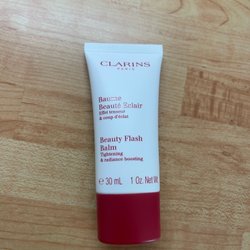 CLARINS
PARIS
Baume
Beauté Éclair
Effet tenseur
& coup d'éclat
Beauty Flash
Balm
Tightening
& radiance boosting
℮ 30 mL 1 Oz. Net Wt.